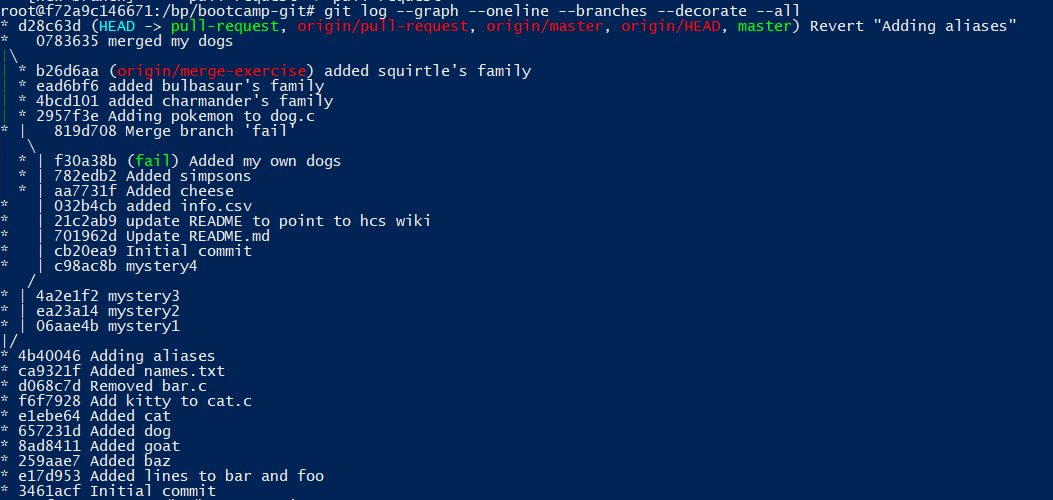 root@f72a9c146671:/bp/bootcamp-git# git log --graph --oneline --branches --decorate --all
* d28c63d (HEAD -> pull-request, origin/pull-request, origin/master, origin/HEAD, master) Revert "Adding aliases"
*   0783635 merged my dogs
|\
| * b26d6aa (origin/merge-exercise) added squirtle's family
| * ead6bf6 added bulbasaur's family
| * 4bcd101 added charmander's family
| * 2957f3e Adding pokemon to dog.c
* |   819d708 Merge branch 'fail'
|  \
| * | f30a38b (fail) Added my own dogs
| * | 782edb2 Added simpsons
| * | aa7731f Added cheese
*   | 032b4cb added info.csv
*   | 21c2ab9 update README to point to hcs wiki
*   | 701962d Update README.md
*   | cb20ea9 Initial commit
*   | c98ac8b mystery4
   /
* | 4a2e1f2 mystery3
* | ea23a14 mystery2
* | 06aae4b mystery1
|/
* 4b40046 Adding aliases
* ca9321f Added names.txt
* d068c7d Removed bar.c
* f6f7928 Add kitty to cat.c
* e1ebe64 Added cat
* 657231d Added dog
* 8ad8411 Added goat
* 259aae7 Added baz
* e17d953 Added lines to bar and foo
* 3461acf Initial commit